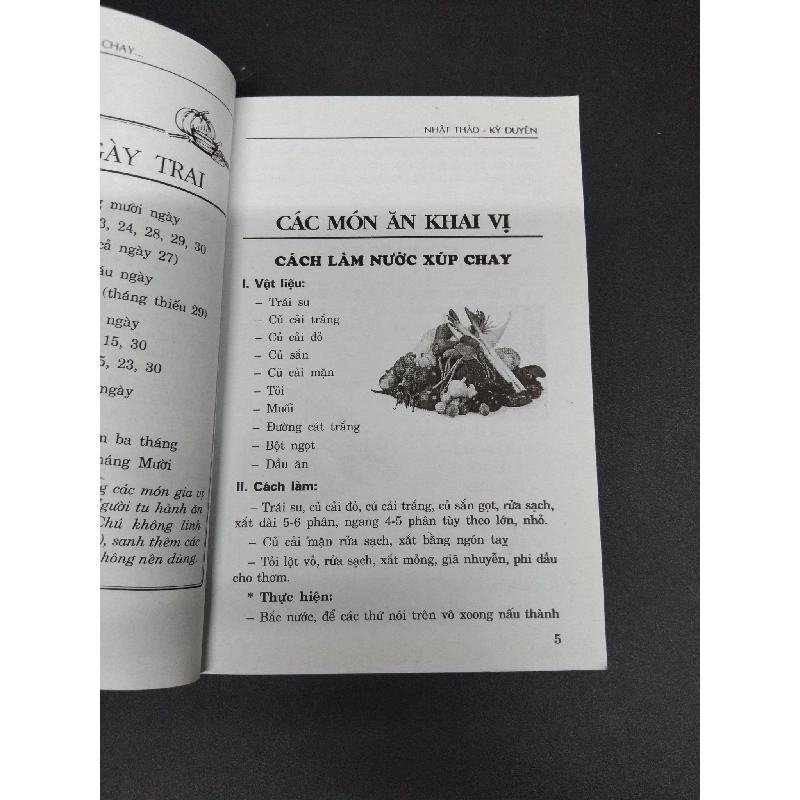 CHAY...
GÀY TRAI
g mười ngày
3, 24, 28, 29, 30
cả ngày 27)
áu ngày
(tháng thiếu 29)
ngày
15, 30
5, 23, 30
gày
n ba tháng
háng Mười
g các món gia vị
Người tu hành ăn
Chú không linh
), sanh thêm các
hông nên dùng.
NHẬT THẢO - KỲ DUYÊN
CÁC MÓN ĂN KHAI VỊ
CÁCH LÀM NƯỚC XÚP CHAY
I. Vật liệu:
– Trái su
– Củ cải trắng
– Củ cải đỏ
– Củ sắn
– Củ cải mặn
– Tỏi
– Muối
– Đường cát trắng
– Bột ngọt
– Dầu ăn
II. Cách làm:
– Trái su, củ cải đỏ, củ cải trắng, củ sắn gọt, rửa sạch,
xắt dài 5-6 phân, ngang 4-5 phân tùy theo lớn, nhỏ.
– Củ cải mặn rửa sạch, xắt bằng ngón tay
– Tỏi lột vỏ, rửa sạch, xắt mỏng, giã nhuyễn, phi dầu
cho thơm.
* Thực hiện:
– Bắc nước, để các thứ nói trên vô xoong nấu thành
5